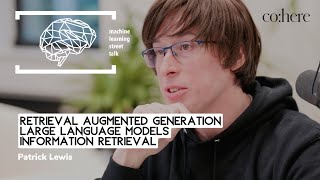 co:here
machine
learning
street
talk
RETRIEVAL AUGMENTED GENERATION
LARGE LANGUAGE MODELS
INFORMATION RETRIEVAL
Patrick Lewis